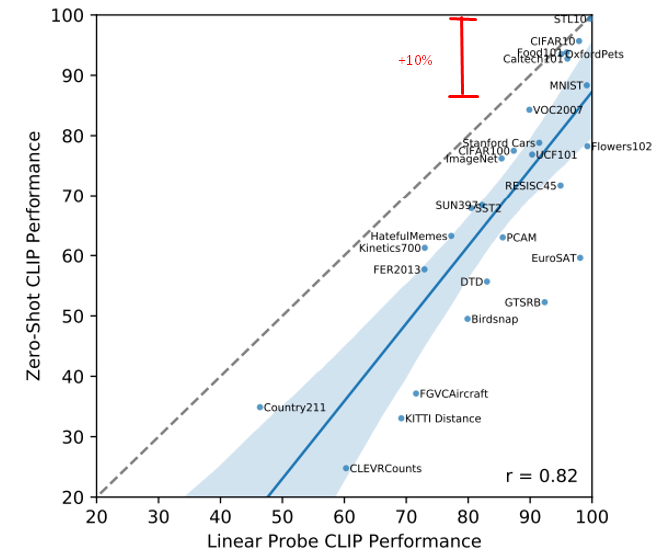 100
90
80
70
60
50
40
30
20
20 30 40 50 60 70 80 90 100
Zero-Shot CLIP Performance
Linear Probe CLIP Performance
+10%
STL10
CIFAR10
Food101
OxfordPets
Caltech101
MNIST
VOC2007
Stanford Cars
CIFAR100
Flowers102
UCF101
ImageNet
RESISC45
SUN397
SST2
HatefulMemes
PCAM
Kinetics700
EuroSAT
FER2013
DTD
GTSRB
Birdsnap
FGVCAircraft
Country211
KITTI Distance
CLEVRCounts
r = 0.82